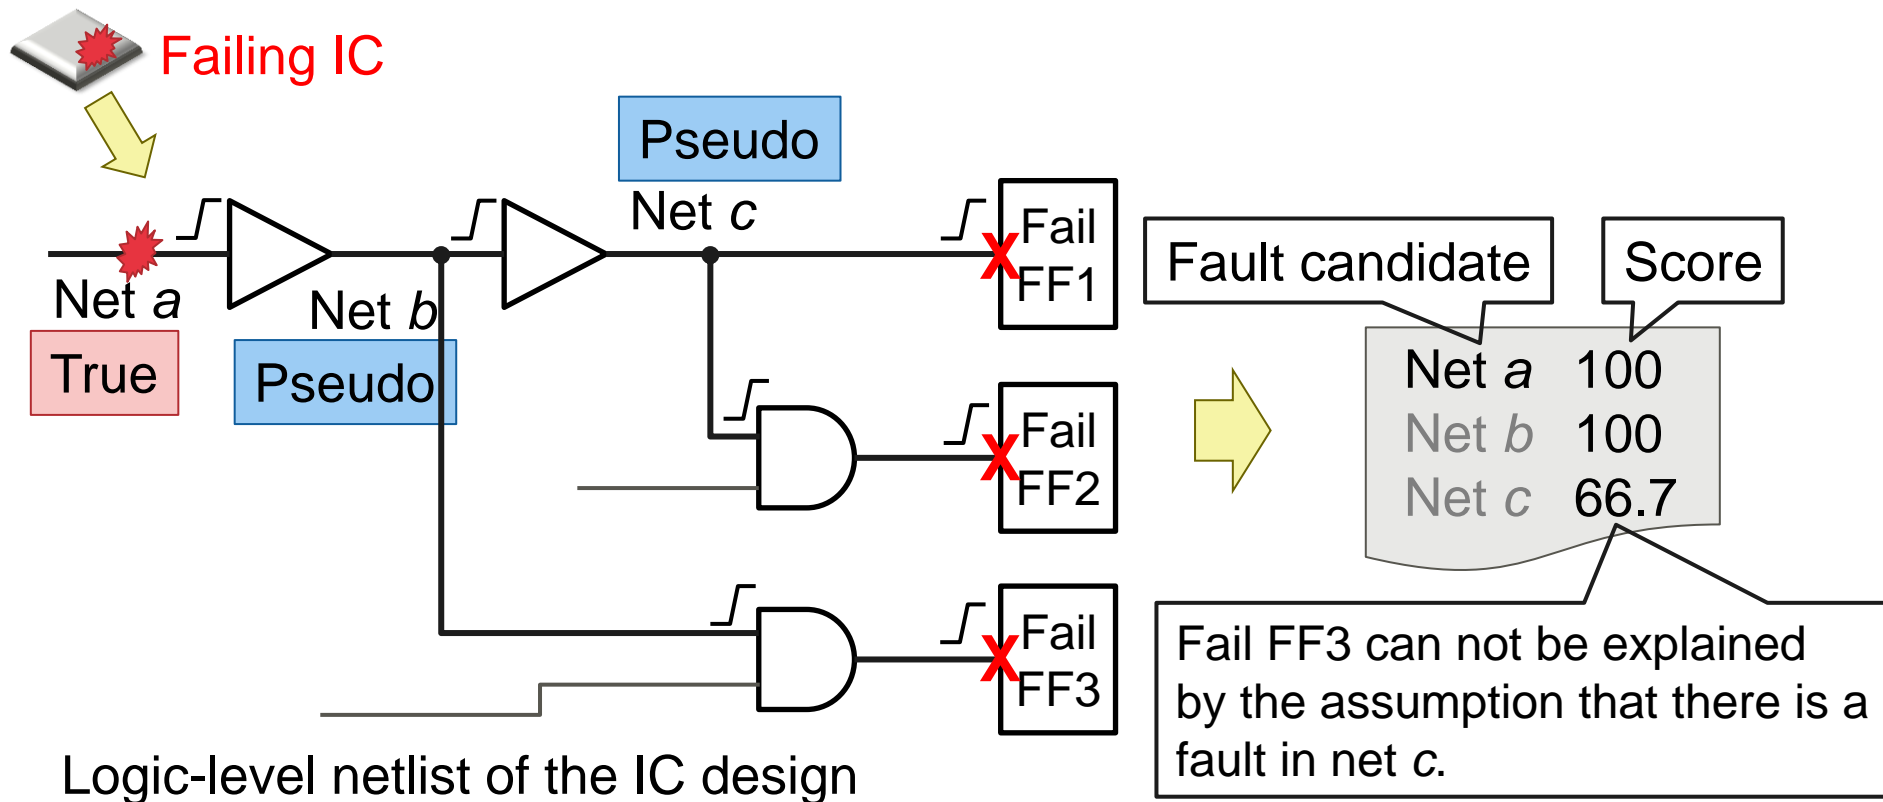 Failing IC
Pseudo
Net c
Net a
True
Net b
Pseudo
Fail
FF1
Fail
FF2
Fail
FF3
X
X
X
Fault candidate
Score
Net a 100
Net b 100
Net c 66.7
Fail FF3 can not be explained
by the assumption that there is a
fault in net c.
Logic-level netlist of the IC design